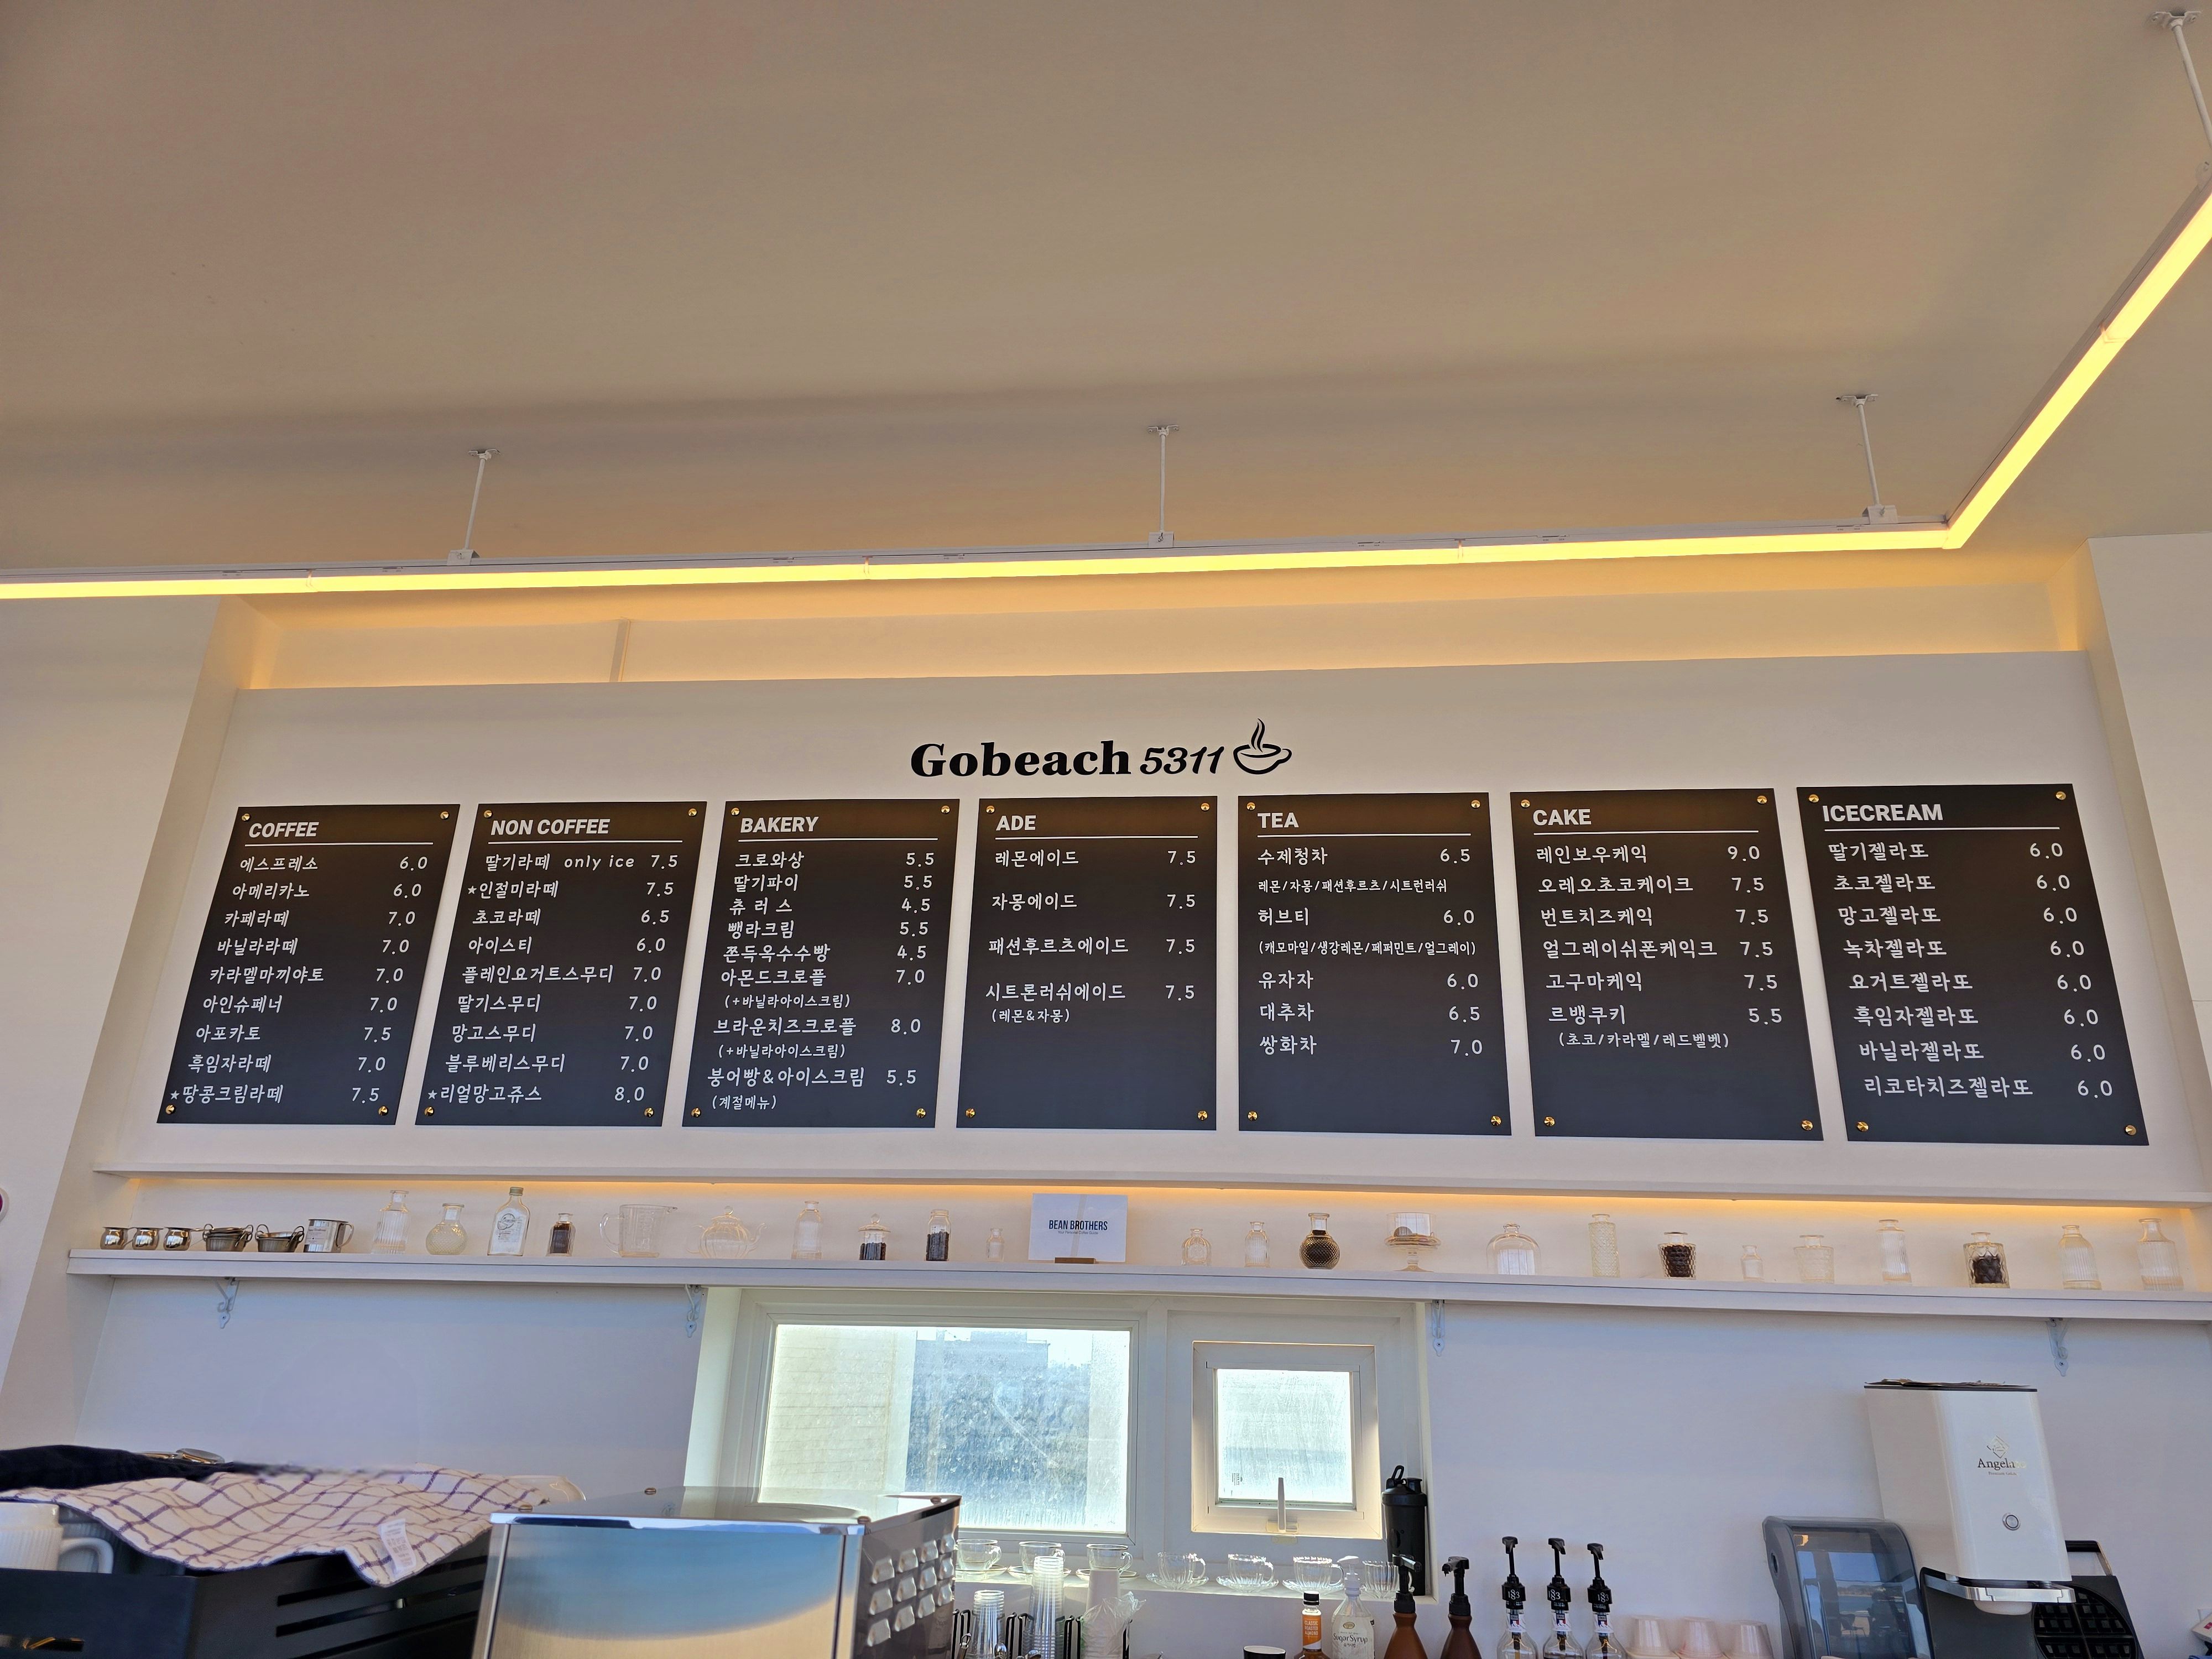 Gobeach 5311
COFFEE
에스프레소 6.0
아메리카노 6.0
카페라떼 7.0
바닐라라떼 7.0
카라멜마끼야토 7.0
아인슈페너 7.0
아포카토 7.5
흑임자라떼 7.0
★땅콩크림라떼 7.5
NON COFFEE
딸기라떼 only ice 7.5
★인절미라떼 7.5
초코라떼 6.5
아이스티 6.0
플레인요거트스무디 7.0
딸기스무디 7.0
망고스무디 7.0
블루베리스무디 7.0
★리얼망고쥬스 8.0
BAKERY
크로와상 5.5
딸기파이 5.5
츄 러 스 4.5
뺑라크림 5.5
쫀득옥수수빵 4.5
아몬드크로플 7.0
(+바닐라아이스크림)
브라운치즈크로플 8.0
(+바닐라아이스크림)
붕어빵&아이스크림 5.5
(계절메뉴)
ADE
레몬에이드 7.5
자몽에이드 7.5
패션후르츠에이드 7.5
시트론러쉬에이드 7.5
(레몬&자몽)
TEA
수제청차 6.5
레몬/자몽/패션후르츠/시트런러쉬
허브티 6.0
(캐모마일/생강레몬/페퍼민트/얼그레이)
유자차 6.0
대추차 6.5
쌍화차 7.0
CAKE
레인보우케익 9.0
오레오초코케이크 7.5
번트치즈케익 7.5
얼그레이쉬폰케익크 7.5
고구마케익 7.5
르뱅쿠키 5.5
(초코/카라멜/레드벨벳)
ICECREAM
딸기젤라또 6.0
초코젤라또 6.0
망고젤라또 6.0
녹차젤라또 6.0
요거트젤라또 6.0
흑임자젤라또 6.0
바닐라젤라또 6.0
리코타치즈젤라또 6.0
BEAN BROTHERS
Sugar Syrup
183
183
183